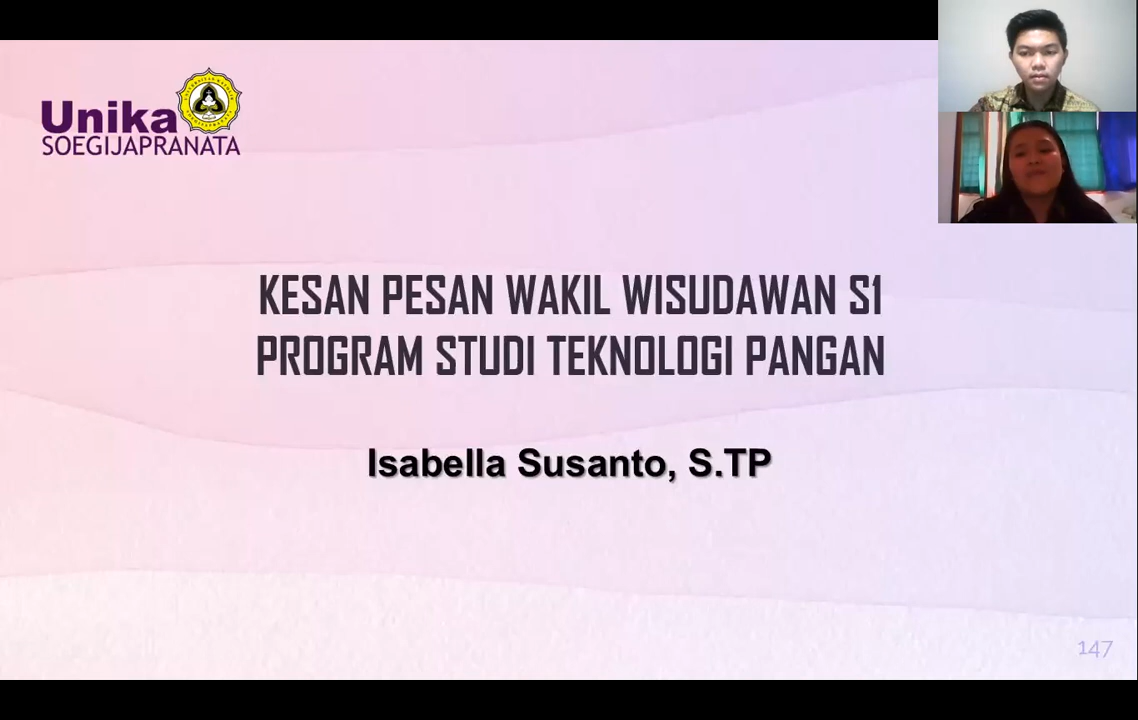 Unika
SOEGIJAPRANATA
KESAN PESAN WAKIL WISUDAWAN S1
PROGRAM STUDI TEKNOLOGI PANGAN
Isabella Susanto, S.TP
147